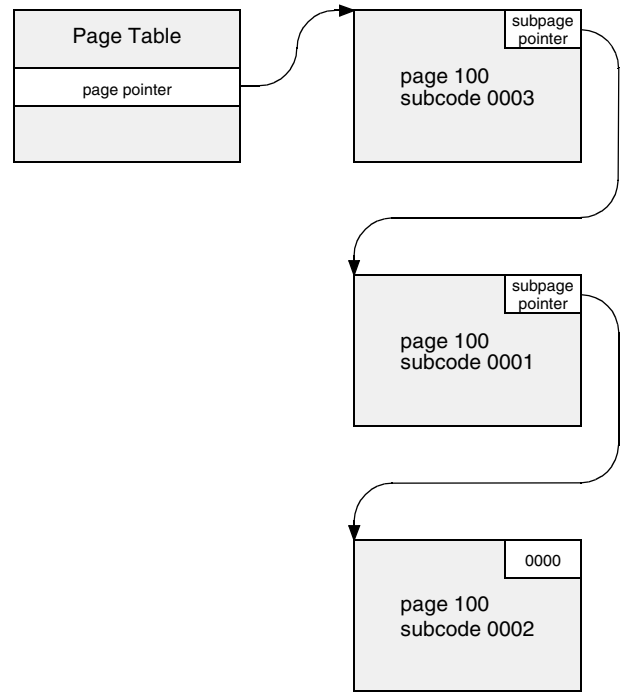 Page Table
page pointer
subpage
pointer
page 100
subcode 0003
subpage
pointer
page 100
subcode 0001
0000
page 100
subcode 0002